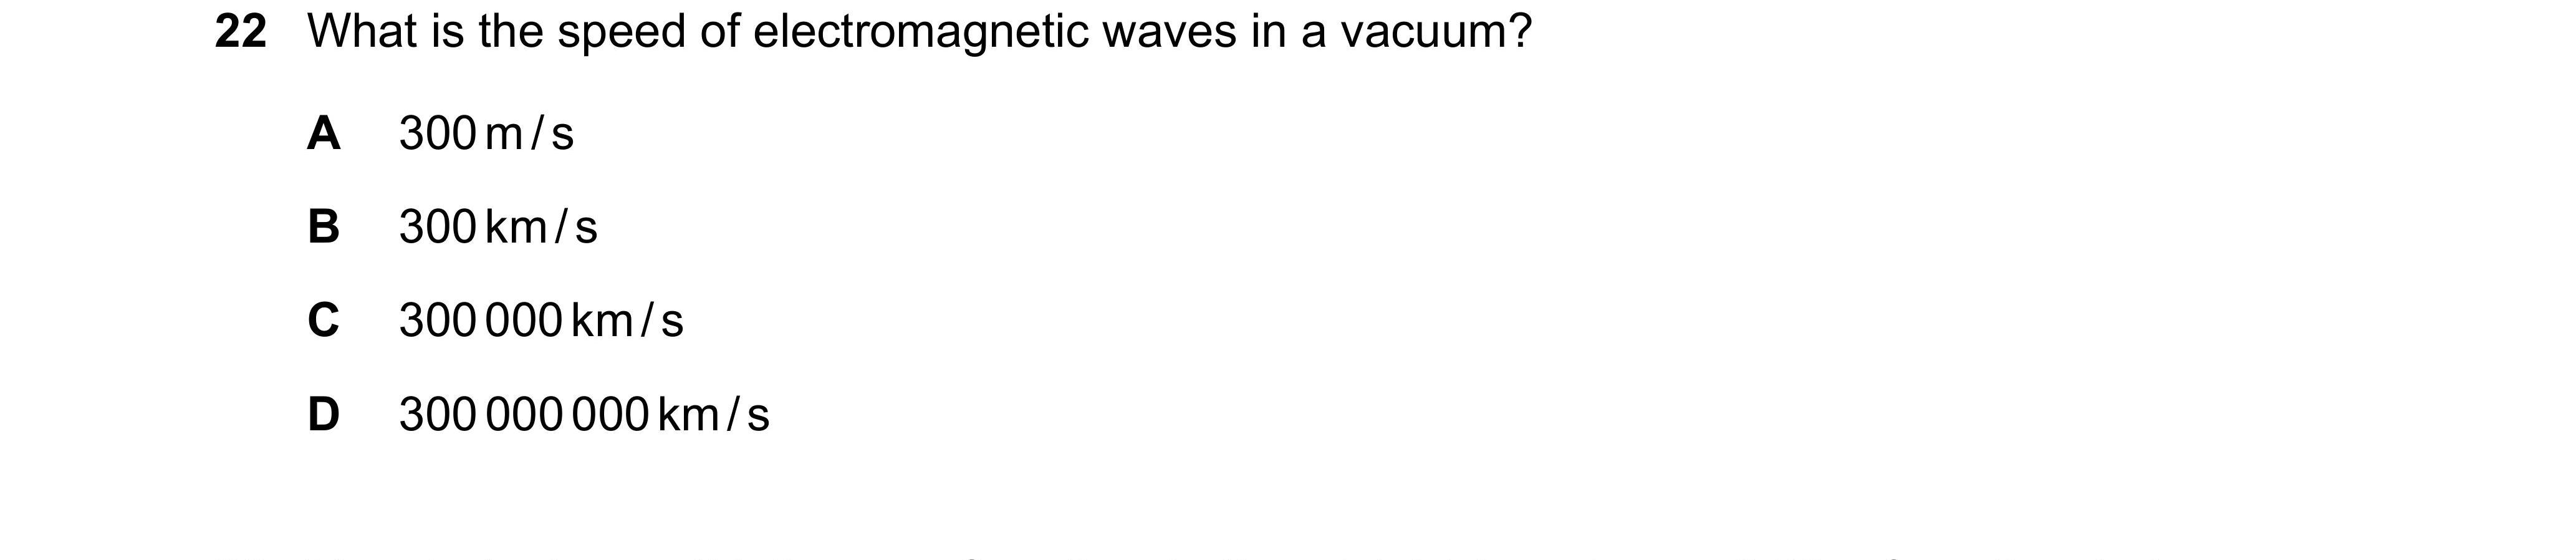 22 What is the speed of electromagnetic waves in a vacuum?
A 300 m / s
B 300 km / s
C 300 000 km / s
D 300 000 000 km / s